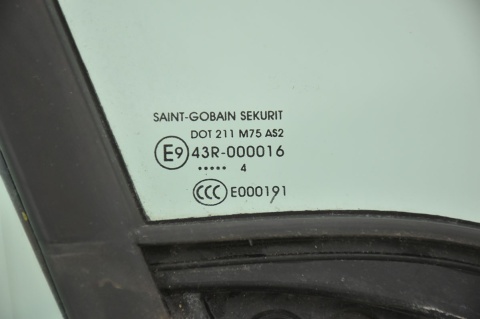 SAINT-GOBAIN SEKURIT
DOT 211 M75 AS2
E9 43R-000016
..... 4
CCC E000191